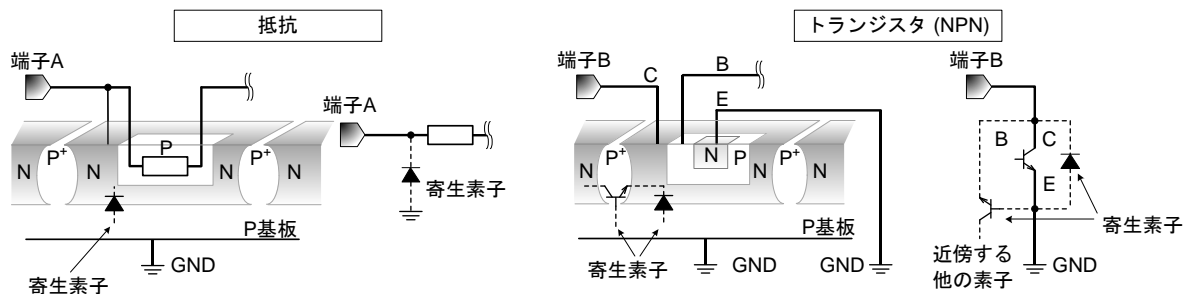 抵抗
端子A
端子A
P
N
P+
N
N
P+
N
寄生素子
P基板
GND
寄生素子
トランジスタ (NPN)
端子B
C
B
E
N
P+
N
N
P
N
P+
N
P基板
GND
GND
寄生素子
端子B
B
C
E
寄生素子
近傍する
他の素子
GND